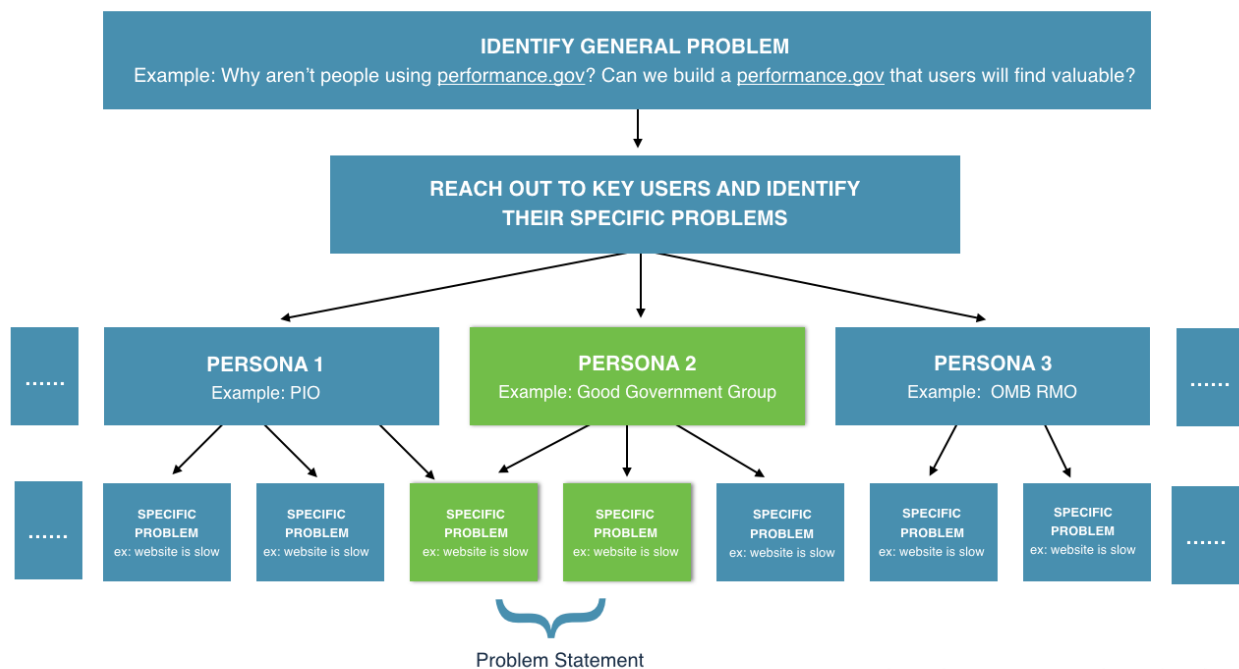 IDENTIFY GENERAL PROBLEM
Example: Why aren't people using performance.gov? Can we build a performance.gov that users will find valuable?
REACH OUT TO KEY USERS AND IDENTIFY
THEIR SPECIFIC PROBLEMS
......
PERSONA 1
Example: PIO
PERSONA 2
Example: Good Government Group
PERSONA 3
Example: OMB RMO
......
......
SPECIFIC
PROBLEM
ex: website is slow
SPECIFIC
PROBLEM
ex: website is slow
SPECIFIC
PROBLEM
ex: website is slow
SPECIFIC
PROBLEM
ex: website is slow
SPECIFIC
PROBLEM
ex: website is slow
SPECIFIC
PROBLEM
ex: website is slow
SPECIFIC
PROBLEM
ex: website is slow
......
Problem Statement